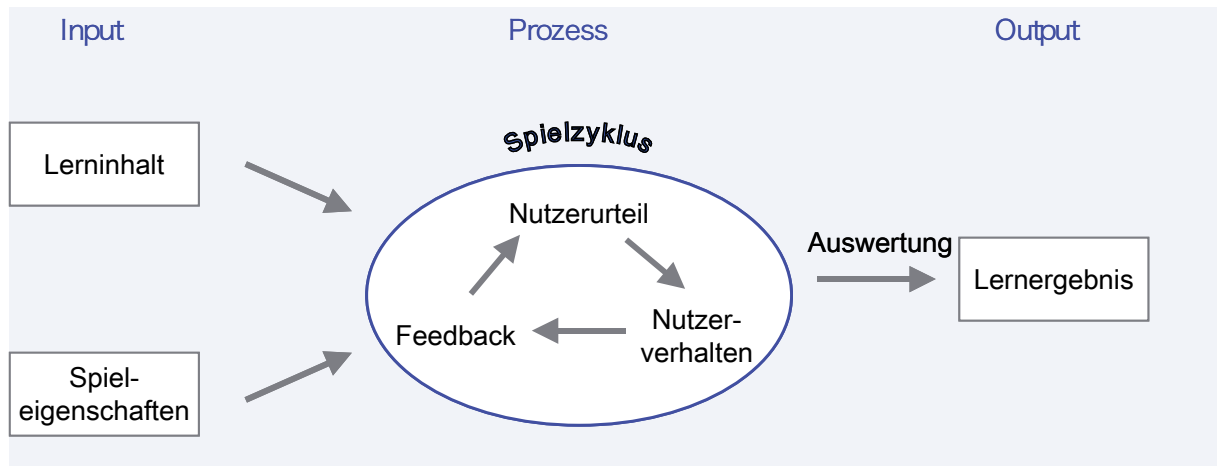 Input
Prozess
Output
Lerninhalt
Spielzyklus
Nutzerurteil
Auswertung
Lernergebnis
Feedback
Nutzer-
verhalten
Spiel-
eigenschaften